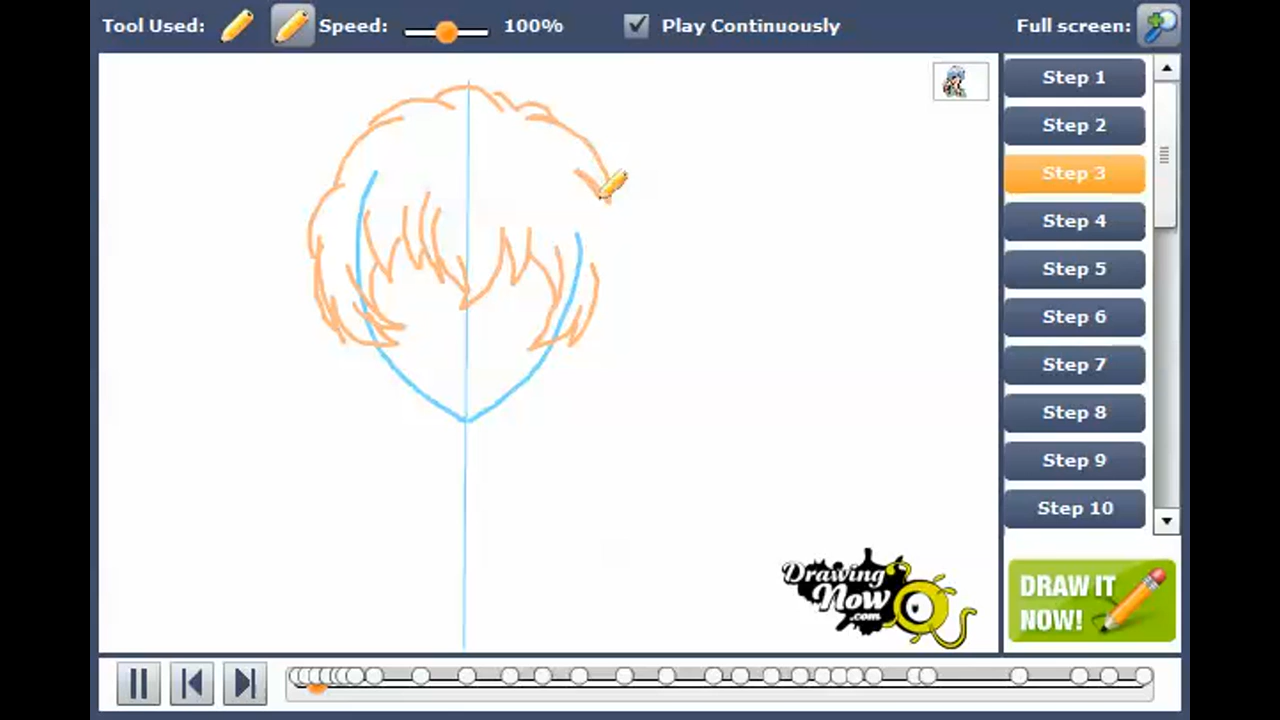 Tool Used: Speed: 100% Play Continuously Full screen:
Step 1
Step 2
Step 3
Step 4
Step 5
Step 6
Step 7
Step 8
Step 9
Step 10
Drawing
Now
.com
DRAW IT
NOW!